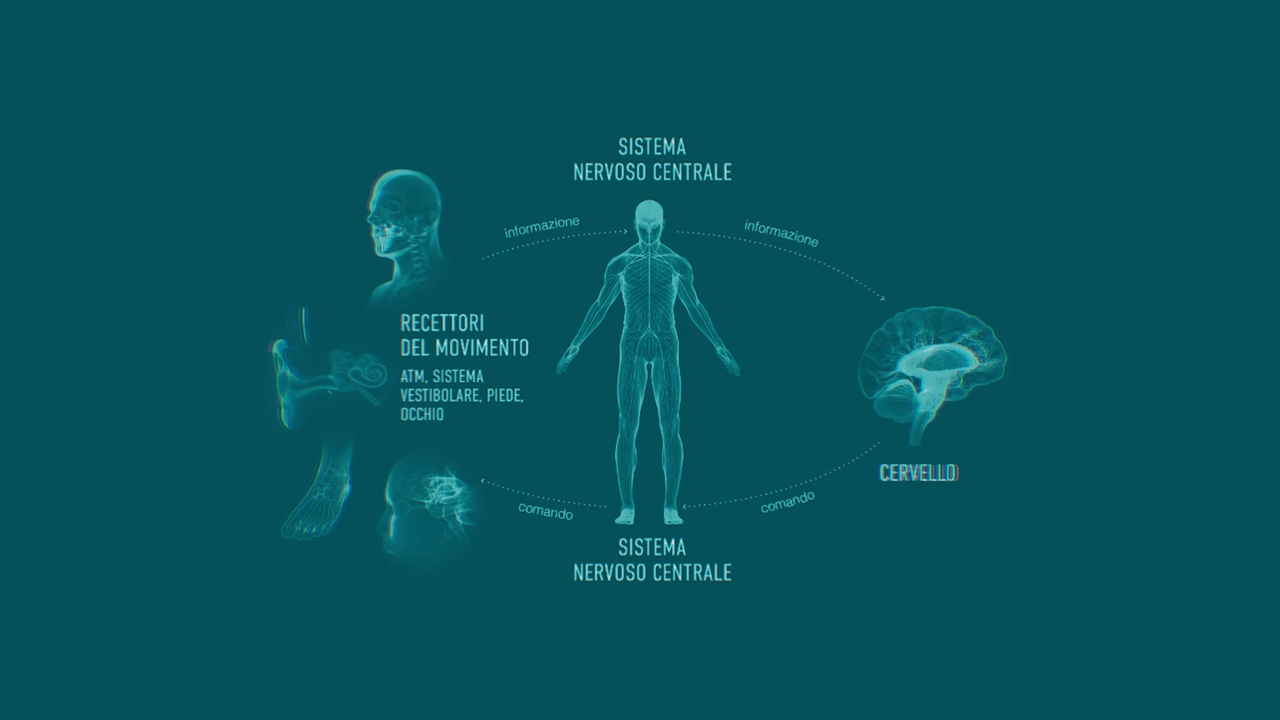 SISTEMA
NERVOSO CENTRALE
informazione
informazione
RECETTORI
DEL MOVIMENTO
ATM, SISTEMA
VESTIBOLARE, PIEDE,
OCCHIO
CERVELLO
comando
comando
SISTEMA
NERVOSO CENTRALE